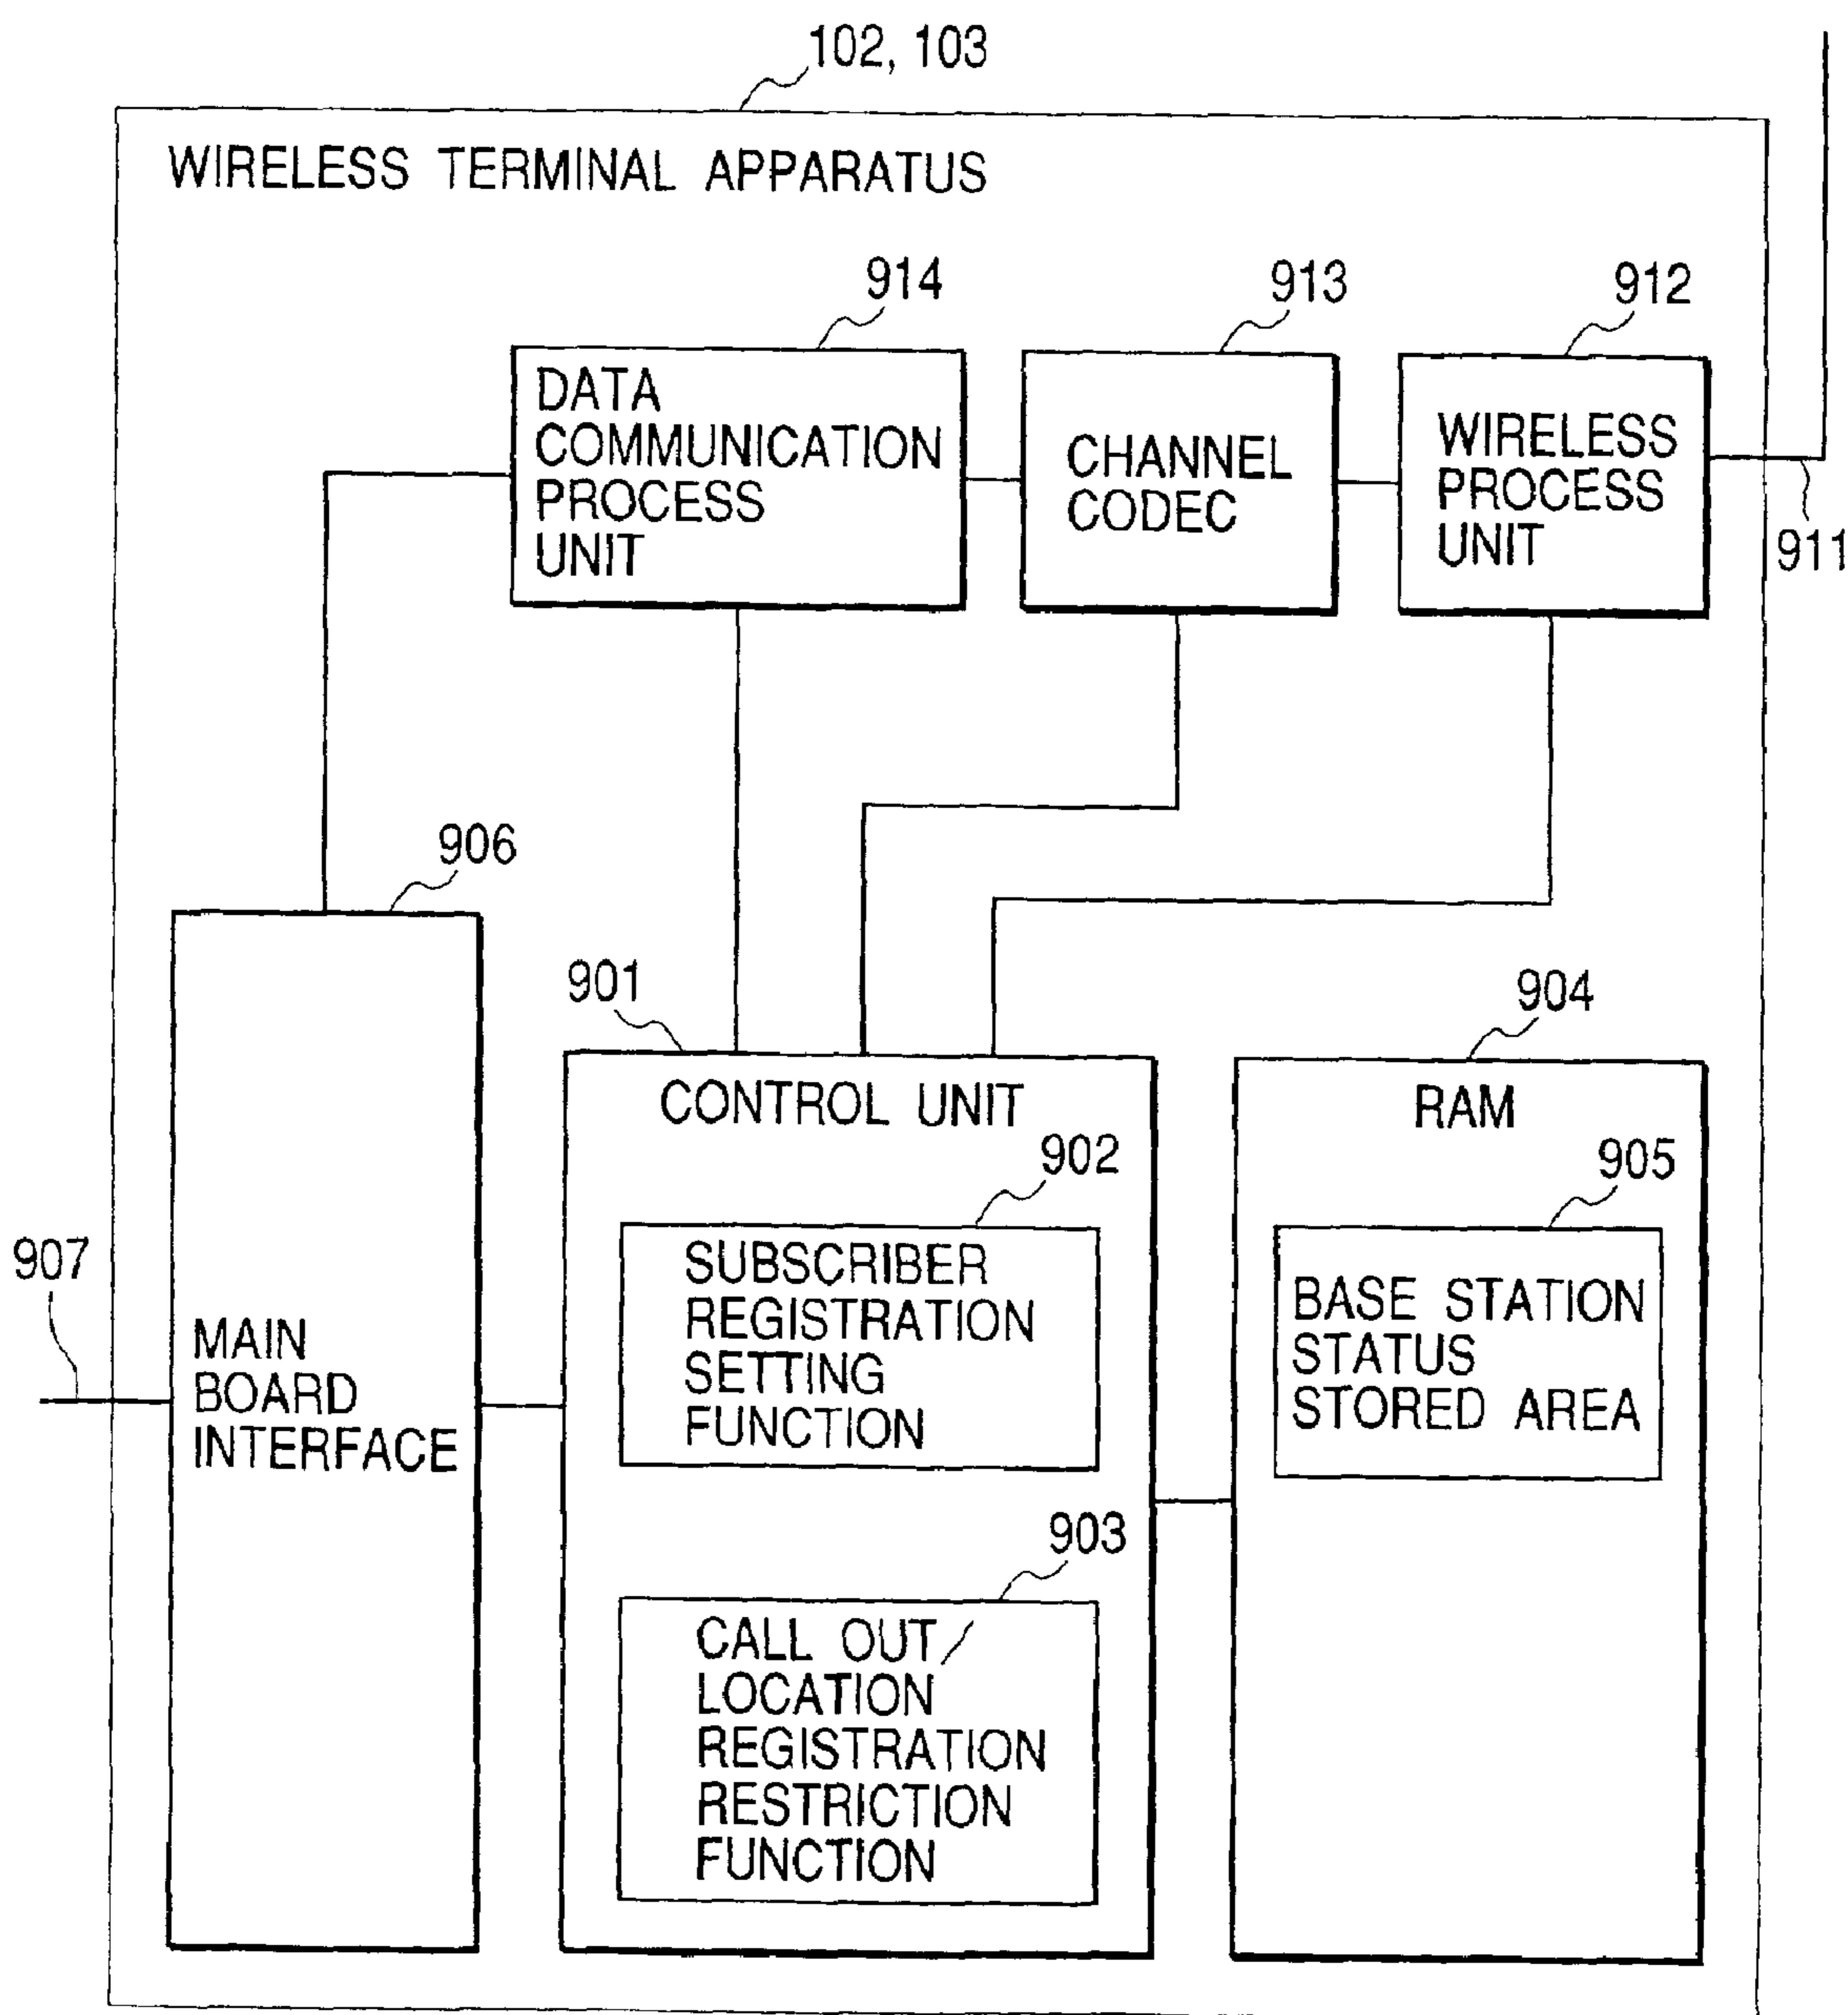 102, 103
WIRELESS TERMINAL APPARATUS
914
913
912
DATA
COMMUNICATION
PROCESS
UNIT
CHANNEL
CODEC
WIRELESS
PROCESS
UNIT
911
906
901
904
CONTROL UNIT
RAM
902
905
907
MAIN
BOARD
INTERFACE
SUBSCRIBER
REGISTRATION
SETTING
FUNCTION
BASE STATION
STATUS
STORED AREA
903
CALL OUT/
LOCATION
REGISTRATION
RESTRICTION
FUNCTION